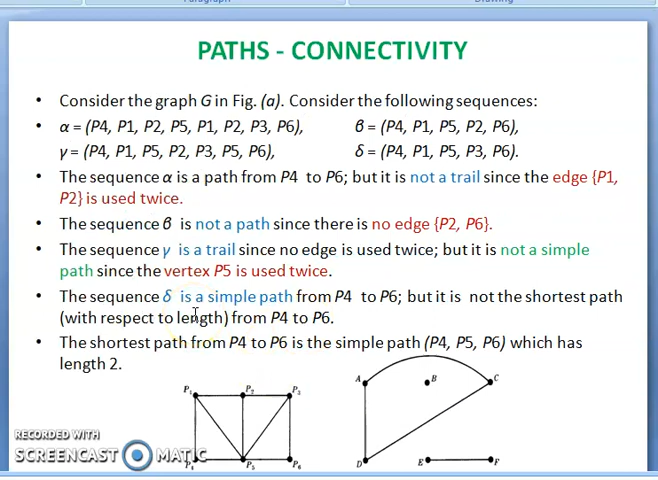 PATHS - CONNECTIVITY
• Consider the graph G in Fig. (a). Consider the following sequences:
• α = (P4, P1, P2, P5, P1, P2, P3, P6), β = (P4, P1, P5, P2, P6),
γ = (P4, P1, P5, P2, P3, P5, P6), δ = (P4, P1, P5, P3, P6).
• The sequence α is a path from P4 to P6; but it is not a trail since the edge {P1,
P2} is used twice.
• The sequence β is not a path since there is no edge {P2, P6}.
• The sequence γ is a trail since no edge is used twice; but it is not a simple
path since the vertex P5 is used twice.
• The sequence δ is a simple path from P4 to P6; but it is not the shortest path
(with respect to length) from P4 to P6.
• The shortest path from P4 to P6 is the simple path (P4, P5, P6) which has
length 2.
P1 P2 P3
A B C
RECORDED WITH
SCREENCAST MATIC
P4 P5 P6
D E F